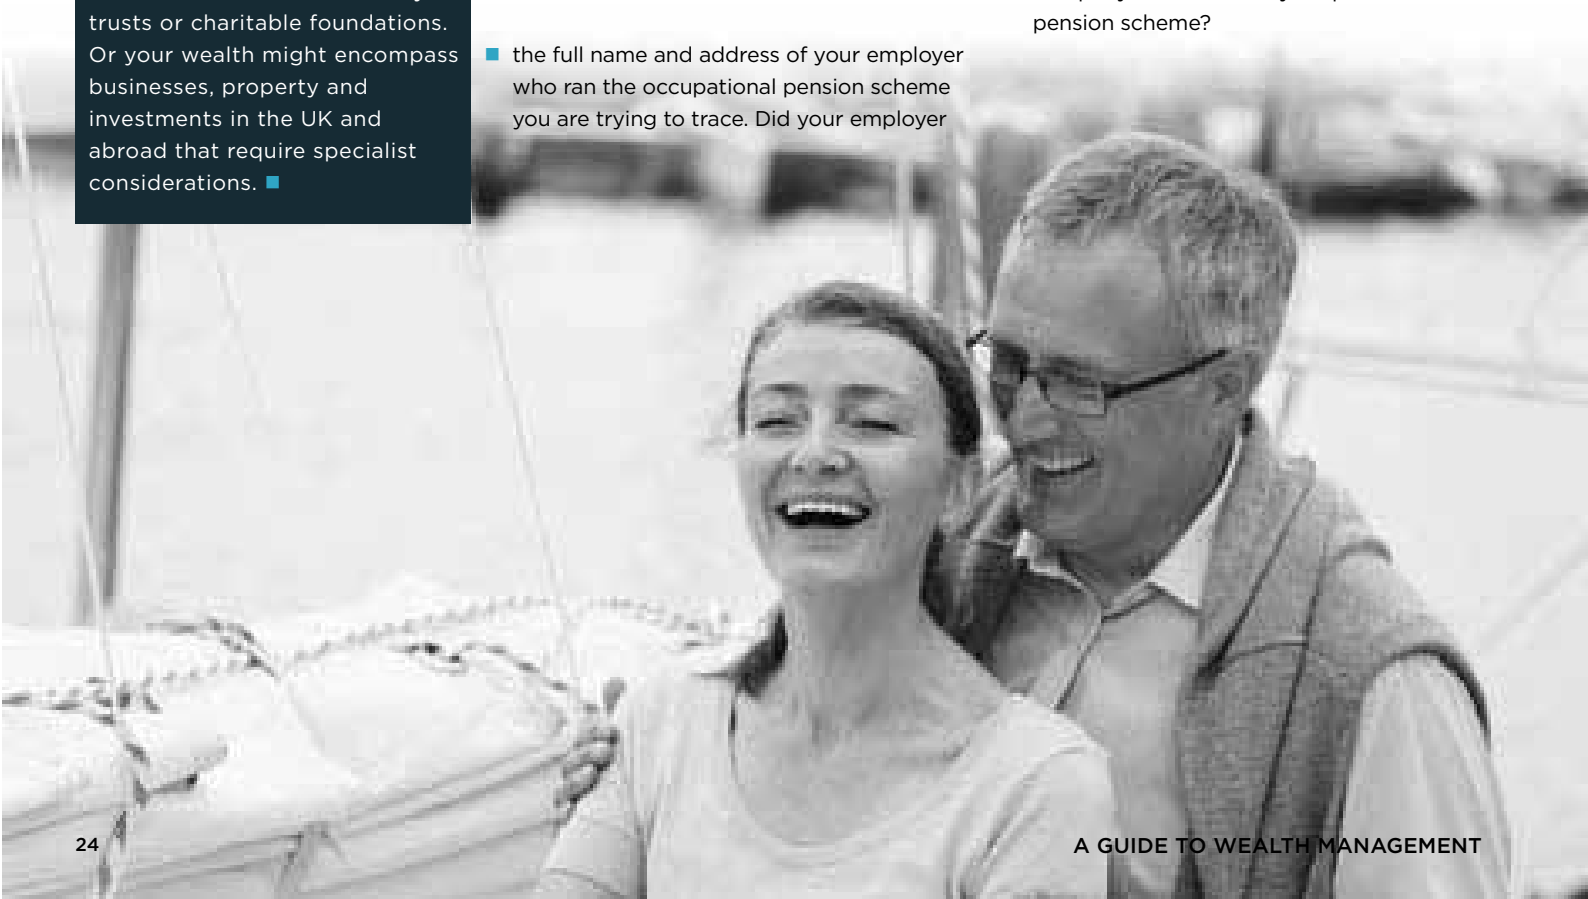 trusts or charitable foundations.
Or your wealth might encompass
businesses, property and
investments in the UK and
abroad that require specialist
considerations.
the full name and address of your employer
who ran the occupational pension scheme
you are trying to trace. Did your employer
pension scheme?
24
A GUIDE TO WEALTH MANAGEMENT